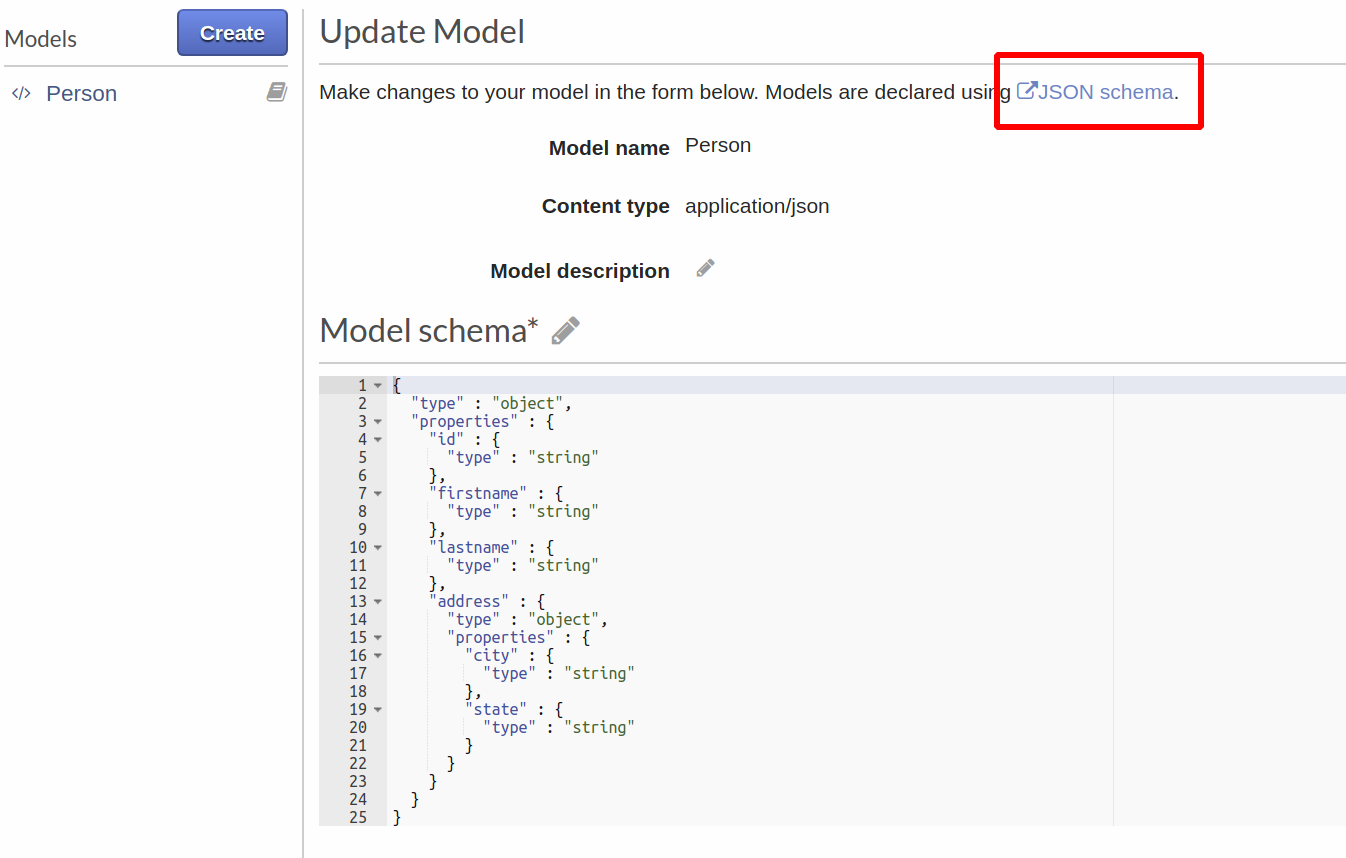 Models
Create
</> Person
Update Model
Make changes to your model in the form below. Models are declared using JSON schema.
Model name Person
Content type application/json
Model description
Model schema*
1 {
2 "type" : "object",
3 "properties" : {
4 "id" : {
5 "type" : "string"
6 },
7 "firstname" : {
8 "type" : "string"
9 },
10 "lastname" : {
11 "type" : "string"
12 },
13 "address" : {
14 "type" : "object",
15 "properties" : {
16 "city" : {
17 "type" : "string"
18 },
19 "state" : {
20 "type" : "string"
21 }
22 }
23 }
24 }
25 }